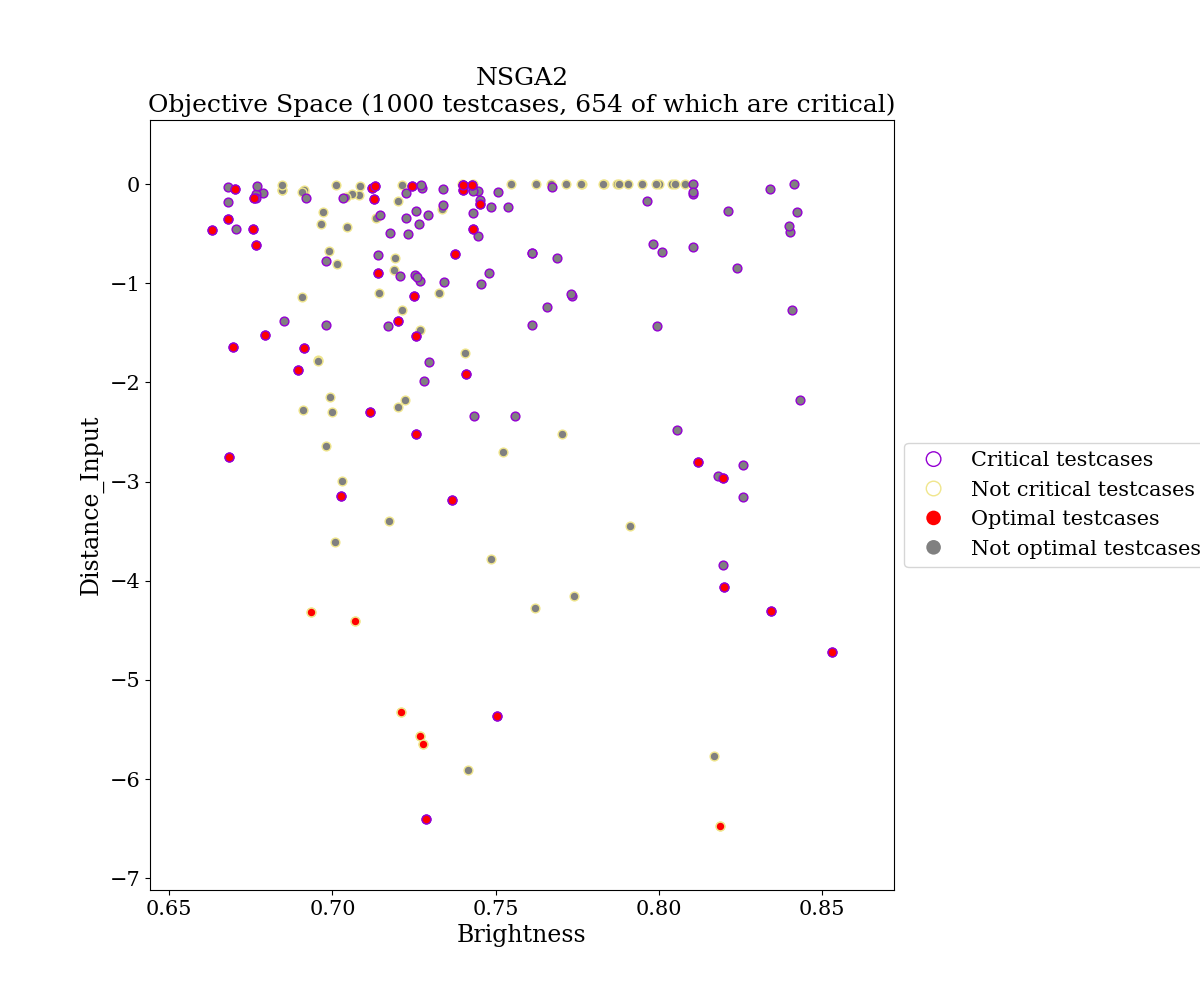 NSGA2
Objective Space (1000 testcases, 654 of which are critical)
0
−1
−2
−3
−4
−5
−6
−7
Distance_Input
0.65
0.70
0.75
0.80
0.85
Brightness
Critical testcases
Not critical testcases
Optimal testcases
Not optimal testcases